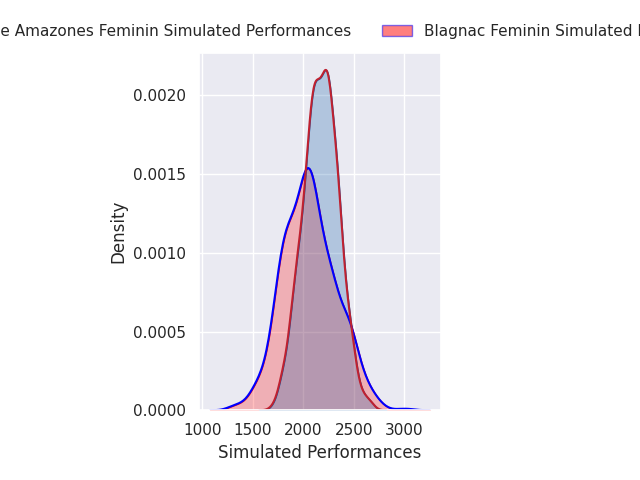 e Amazones Feminin Simulated Performances
Blagnac Feminin Simulated
0.0020
0.0015
0.0010
0.0005
0.0000
Density
1000 1500 2000 2500 3000
Simulated Performances